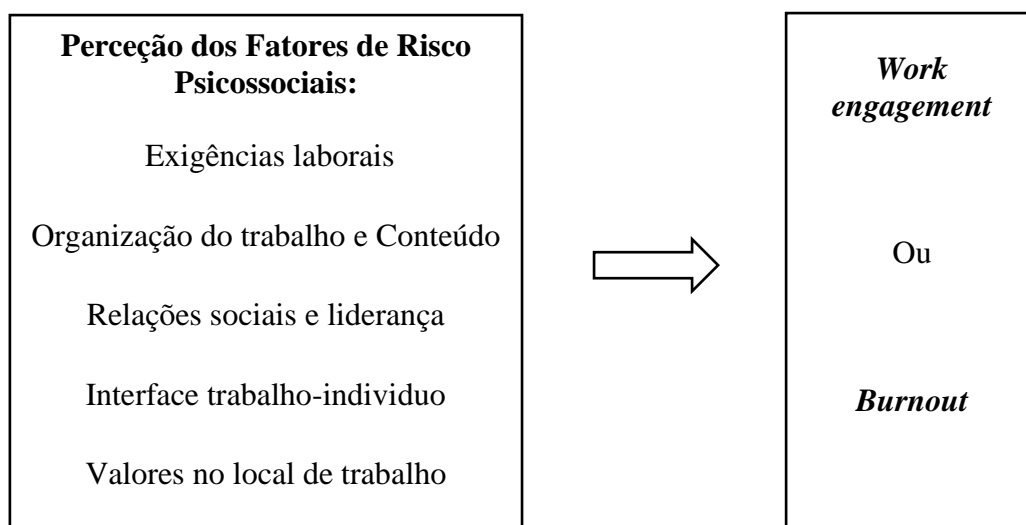 Perceção dos Fatores de Risco
Psicossociais:
Exigências laborais
Organização do trabalho e Conteúdo
Relações sociais e liderança
Interface trabalho-individuo
Valores no local de trabalho
Work
engagement
Ou
Burnout